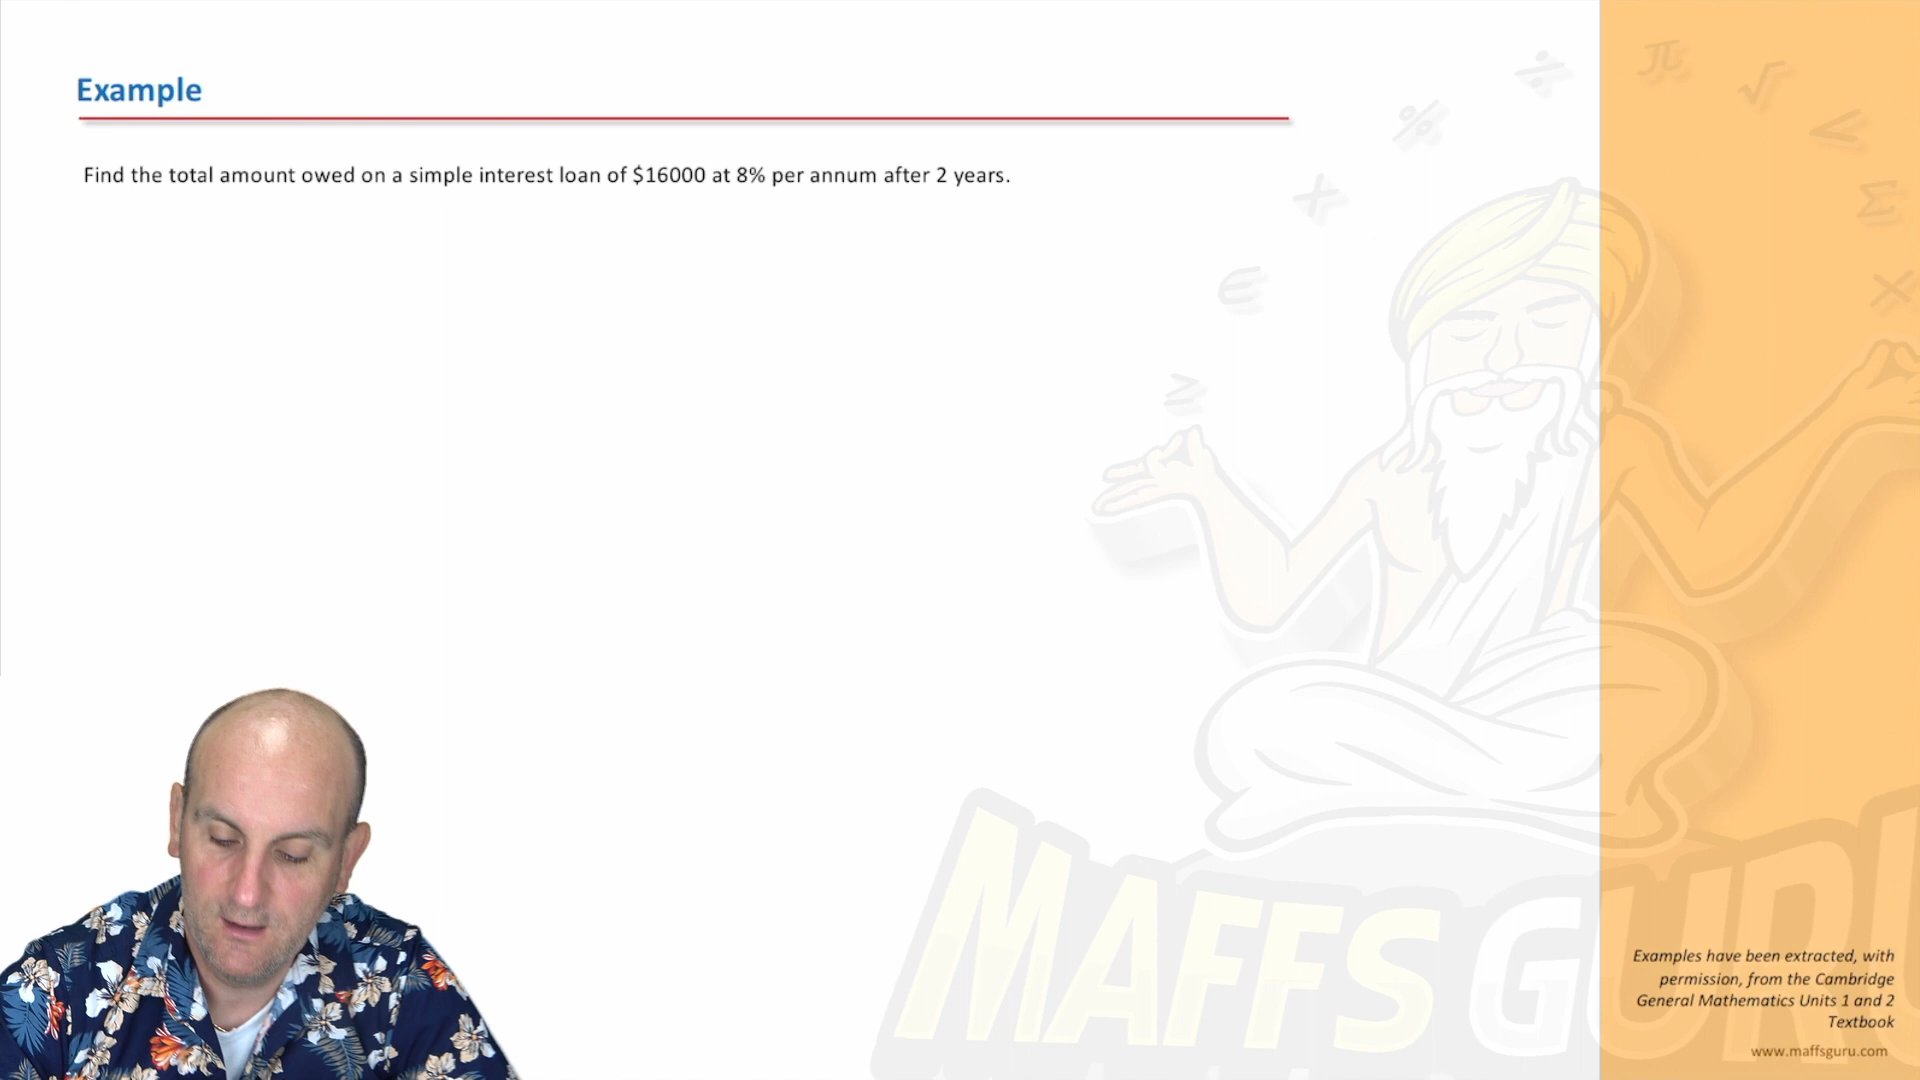 Example
Find the total amount owed on a simple interest loan of $16000 at 8% per annum after 2 years.
÷
π
√
%
∠
+
Σ
×
∈
≥
MAFFS GURU
Examples have been extracted, with
permission, from the Cambridge
General Mathematics Units 1 and 2
Textbook
www.maffsguru.com